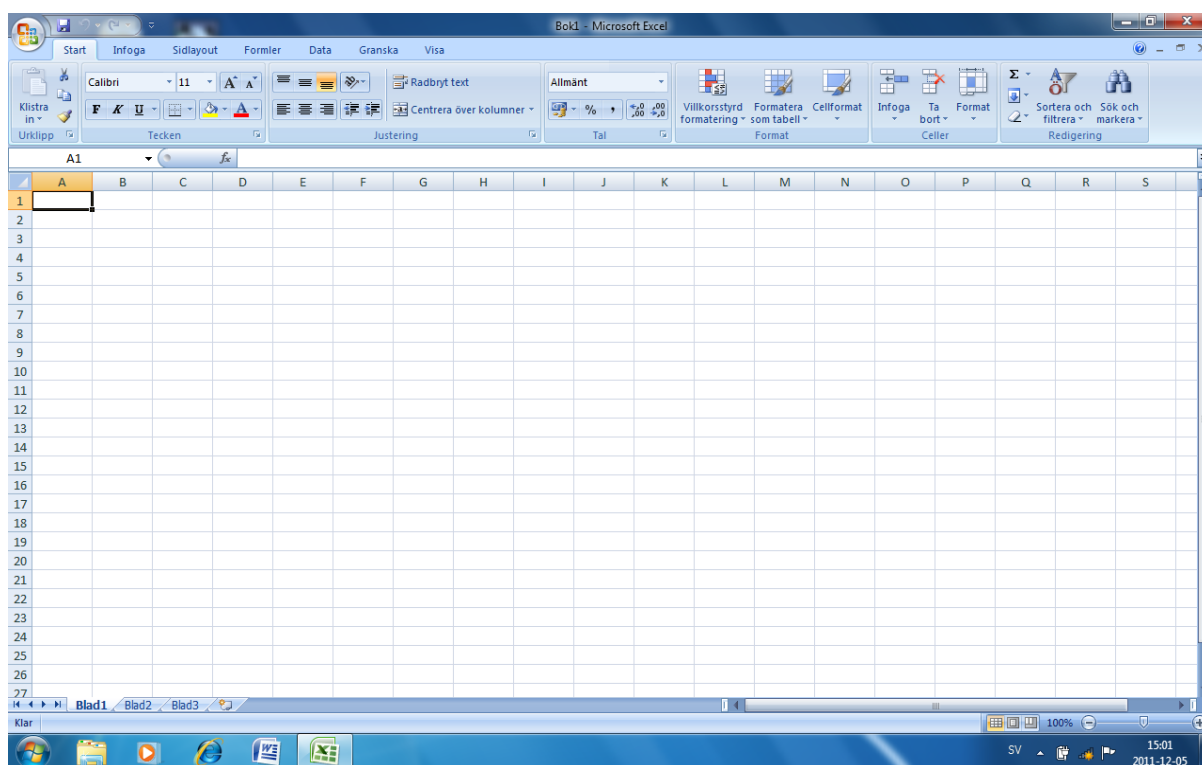 Bok1 - Microsoft Excel
Start Infoga Sidlayout Formler Data Granska Visa
Klistra in
Urklipp
Calibri 11 A A
F K U A
Tecken
Radbryt text
Centrera över kolumner
Justering
Allmänt
% ,00 ,0
Tal
Villkorsstyrd formatering
Formatera som tabell
Cellformat
Format
Infoga
Ta bort
Format
Celler
Σ
Sortera och filtrera
Sök och markera
Redigering
A1 fx
A B C D E F G H I J K L M N O P Q R S
1
2
3
4
5
6
7
8
9
10
11
12
13
14
15
16
17
18
19
20
21
22
23
24
25
26
27
Blad1 Blad2 Blad3
Klar 100%
SV 15:01
2011-12-05